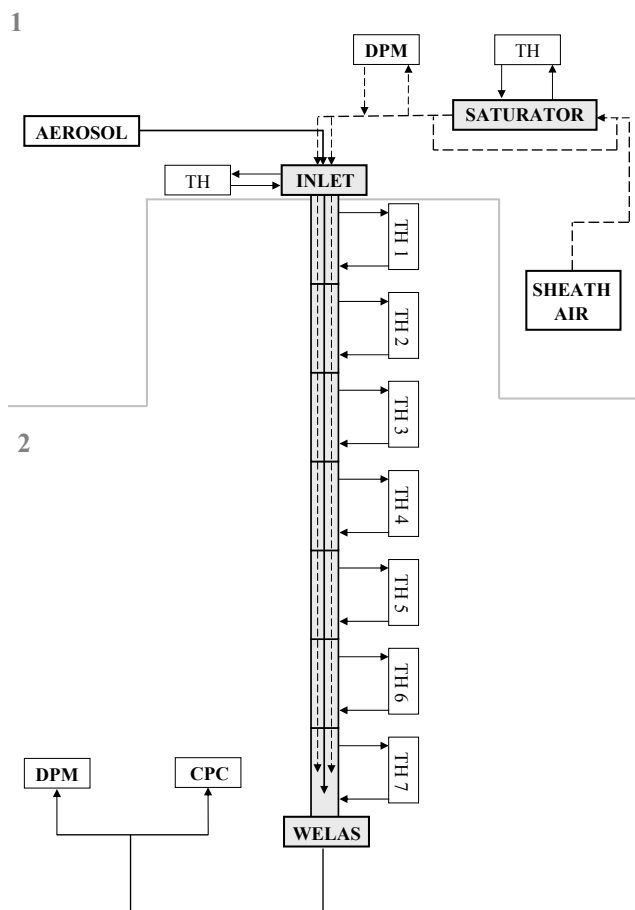 1
DPM
TH
SATURATOR
AEROSOL
TH
INLET
TH 1
SHEATH
AIR
TH 2
TH 3
2
TH 4
TH 5
TH 6
TH 7
DPM
CPC
WELAS